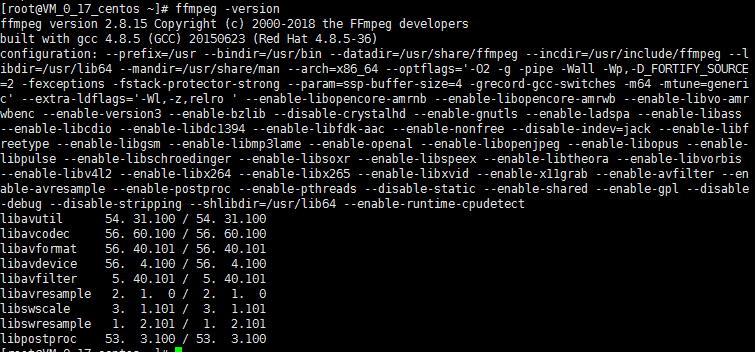 [root@VM_0_17_centos ~]# ffmpeg -version
ffmpeg version 2.8.15 Copyright (c) 2000-2018 the FFmpeg developers
built with gcc 4.8.5 (GCC) 20150623 (Red Hat 4.8.5-36)
configuration: --prefix=/usr --bindir=/usr/bin --datadir=/usr/share/ffmpeg --incdir=/usr/include/ffmpeg --l
ibdir=/usr/lib64 --mandir=/usr/share/man --arch=x86_64 --optflags='-O2 -g -pipe -Wall -Wp,-D_FORTIFY_SOURCE
=2 -fexceptions -fstack-protector-strong --param=ssp-buffer-size=4 -grecord-gcc-switches -m64 -mtune=generi
c' --extra-ldflags='-Wl,-z,relro ' --enable-libopencore-amrnb --enable-libopencore-amrwb --enable-libvo-amr
wbenc --enable-version3 --enable-bzlib --disable-crystalhd --enable-gnutls --enable-ladspa --enable-libass
--enable-libcdio --enable-libdc1394 --enable-libfdk-aac --enable-nonfree --disable-indev=jack --enable-libf
reetype --enable-libgsm --enable-libmp3lame --enable-openal --enable-libopenjpeg --enable-libopus --enable-
libpulse --enable-libschroedinger --enable-libsoxr --enable-libspeex --enable-libtheora --enable-libvorbis
--enable-libv4l2 --enable-libx264 --enable-libx265 --enable-libxvid --enable-x11grab --enable-avfilter --en
able-avresample --enable-postproc --enable-pthreads --disable-static --enable-shared --enable-gpl --disable
-debug --disable-stripping --shlibdir=/usr/lib64 --enable-runtime-cpudetect
libavutil      54. 31.100 / 54. 31.100
libavcodec     56. 60.100 / 56. 60.100
libavformat    56. 40.101 / 56. 40.101
libavdevice    56.  4.100 / 56.  4.100
libavfilter     5. 40.101 /  5. 40.101
libavresample   2.  1.  0 /  2.  1.  0
libswscale      3.  1.101 /  3.  1.101
libswresample   1.  2.101 /  1.  2.101
libpostproc    53.  3.100 / 53.  3.100
[root@VM_0_17_centos ~]#